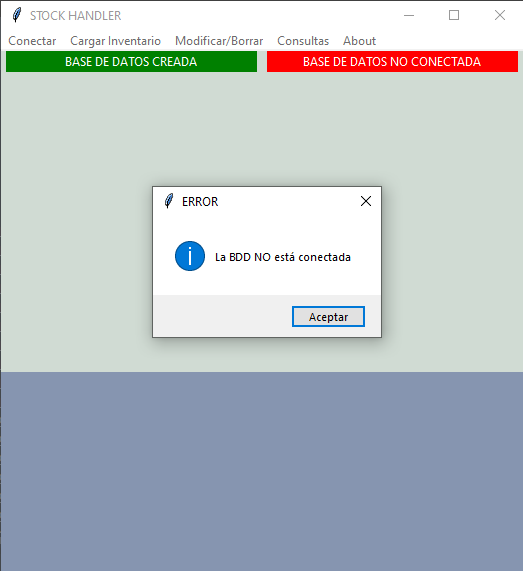 STOCK HANDLER
Conectar Cargar Inventario Modificar/Borrar Consultas About
BASE DE DATOS CREADA BASE DE DATOS NO CONECTADA
ERROR
La BDD NO está conectada
Aceptar